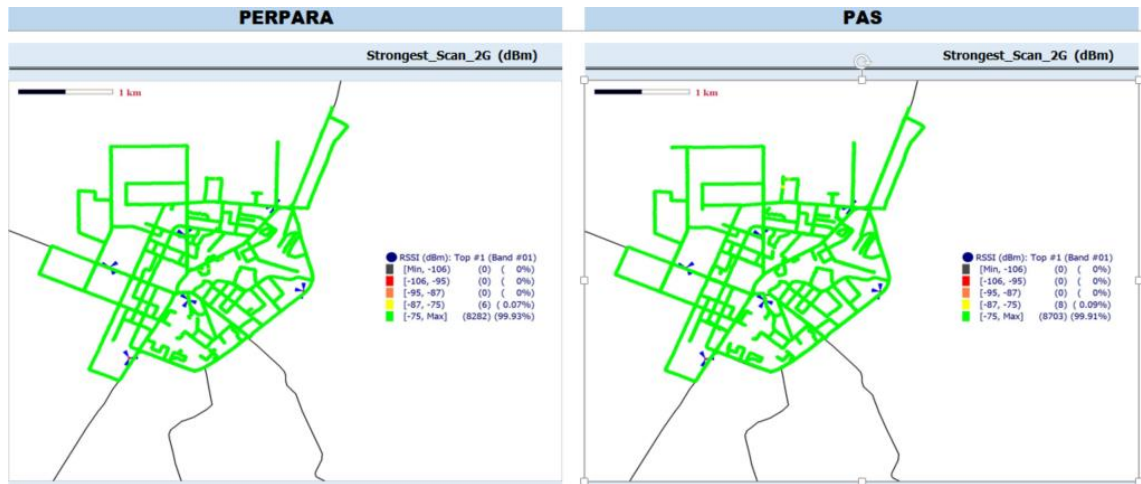 PERPARA
Strongest_Scan_2G (dBm)
1 km
RSSI (dBm): Top #1 (Band #01)
[Min, -106) (0) ( 0%)
[-106, -95) (0) ( 0%)
[-95, -87) (0) ( 0%)
[-87, -75) (6) ( 0.07%)
[-75, Max] (8282) (99.93%)
PAS
Strongest_Scan_2G (dBm)
1 km
RSSI (dBm): Top #1 (Band #01)
[Min, -106) (0) ( 0%)
[-106, -95) (0) ( 0%)
[-95, -87) (0) ( 0%)
[-87, -75) (8) ( 0.09%)
[-75, Max] (8703) (99.91%)